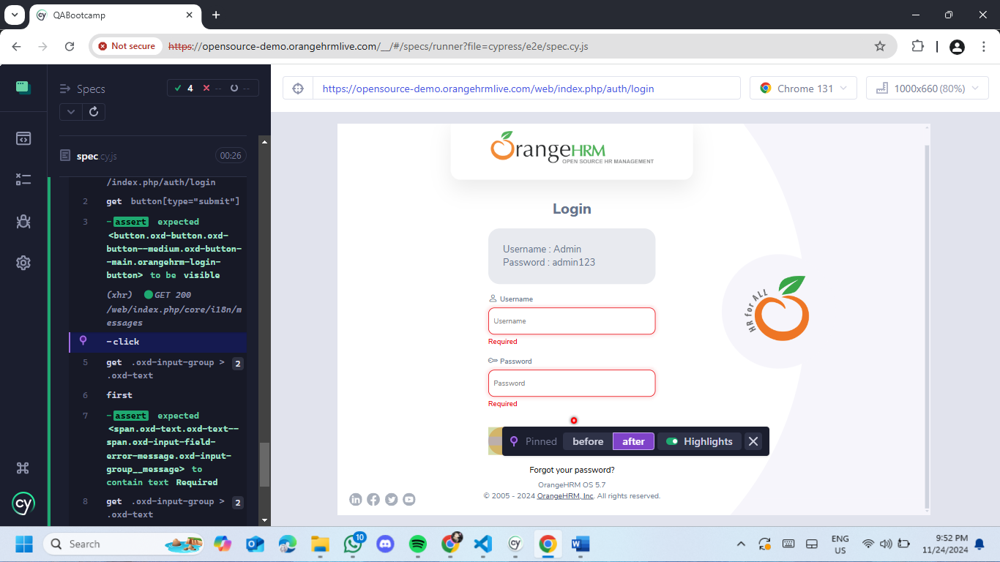 QABootcamp
Not secure
https://opensource-demo.orangehrmlive.com/__/#/specs/runner?file=cypress/e2e/spec.cy.js
Specs
4
--
--
https://opensource-demo.orangehrmlive.com/web/index.php/auth/login
Chrome 131
1000x660 (80%)
spec.cy.js
00:26
/index.php/auth/login
2 get button[type="submit"]
3 -assert expected
<button.oxd-button.oxd-
button--medium.oxd-button-
-main.orangehrm-login-
button> to be visible
(xhr) GET 200
/web/index.php/core/i18n/m
essages
-click
5 get .oxd-input-group > 2
.oxd-text
6 first
7 -assert expected
<span.oxd-text.oxd-text--
span.oxd-input-field-
error-message.oxd-input-
group__message> to
contain text Required
8 get .oxd-input-group > 2
.oxd-text
cy
OrangeHRM
OPEN SOURCE HR MANAGEMENT
Login
Username : Admin
Password : admin123
Username
Username
Required
Password
Password
Required
Pinned before after Highlights
Forgot your password?
OrangeHRM OS 5.7
© 2005 - 2024 OrangeHRM, Inc. All rights reserved.
HR for ALL
Search
10
ENG
US
9:52 PM
11/24/2024